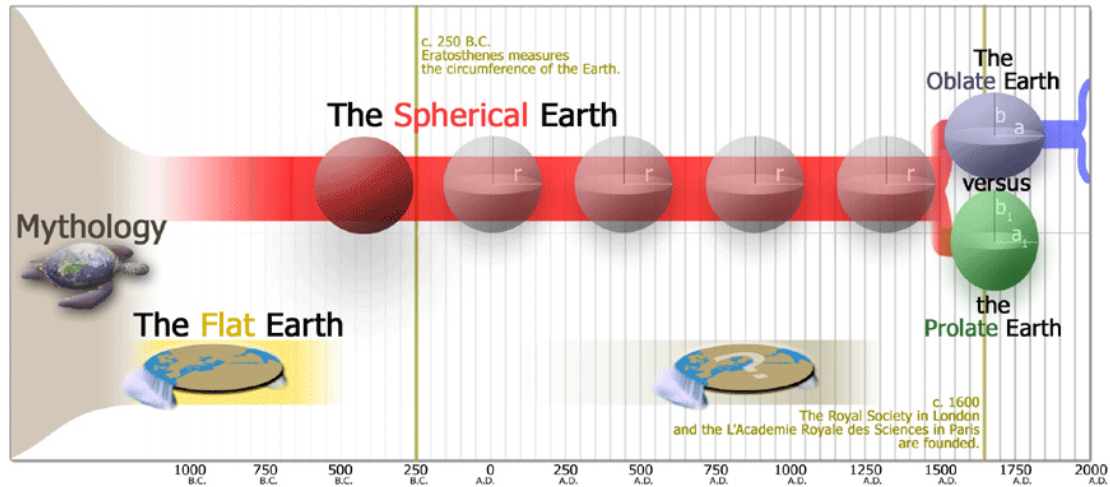 c. 250 B.C.
Eratosthenes measures
the circumference of the Earth.
The Spherical Earth
The
Oblate Earth
b
a
r
r
r
r
versus
b1
a1
the
Prolate Earth
Mythology
The Flat Earth
?
c. 1600
The Royal Society in London
and the L'Academie Royale des Sciences in Paris
are founded.
1000 750 500 250 0 250 500 750 1000 1250 1500 1750 2000
B.C. B.C. B.C. B.C. A.D. A.D. A.D. A.D. A.D. A.D. A.D. A.D. A.D.